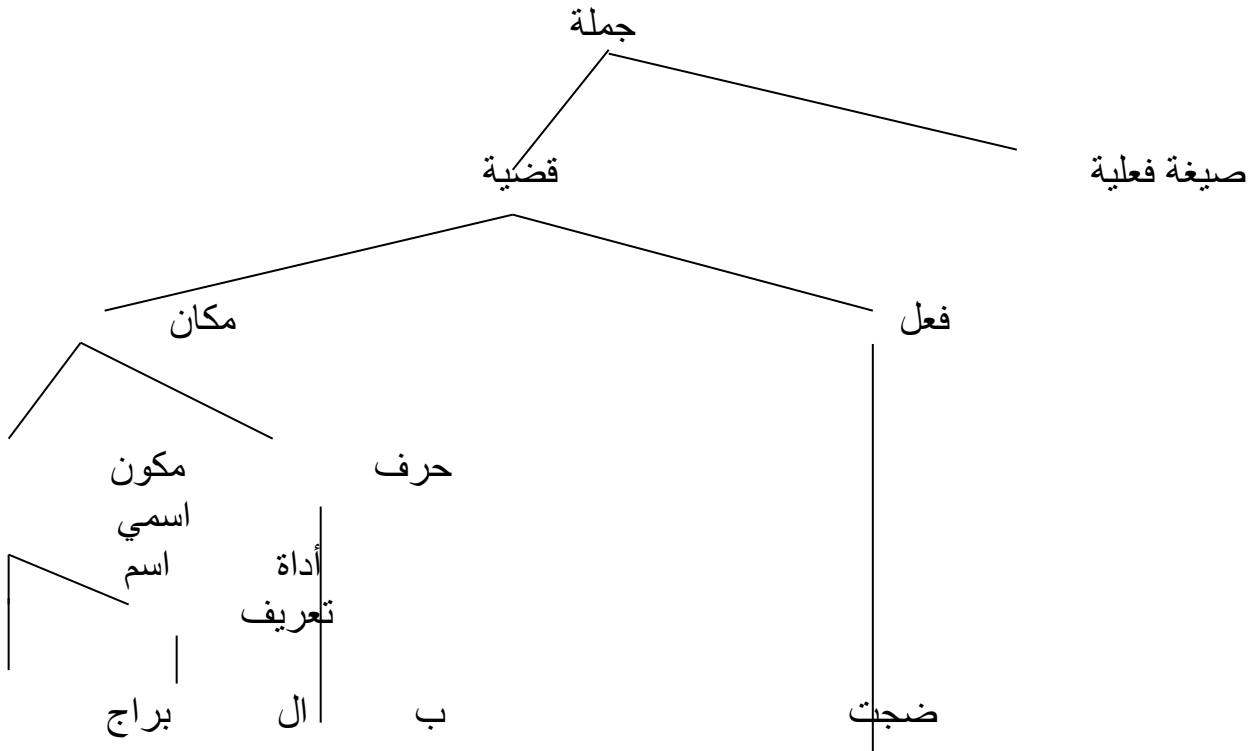 جملة
صيغة فعلية قضية
فعل مكان
حرف مكون
اسمي
أداة اسم
تعريف
ضجت ب ال براج